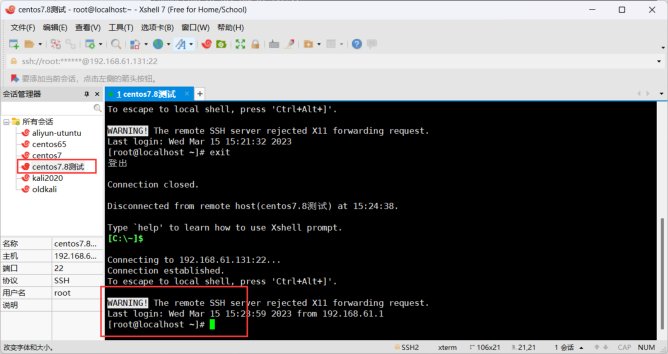 centos7.8测试 - root@localhost:~ - Xshell 7 (Free for Home/School)
文件(F) 编辑(E) 查看(V) 工具(T) 选项卡(B) 窗口(W) 帮助(H)
ssh://root:******@192.168.61.131:22
要添加当前会话，点击左侧的箭头按钮。
会话管理器
1 centos7.8测试
所有会话
aliyun-utuntu
centos65
centos7
centos7.8测试
kali2020
oldkali
名称 centos7.8...
主机 192.168.6...
端口 22
协议 SSH
用户名 root
说明
To escape to local shell, press 'Ctrl+Alt+]'.
WARNING! The remote SSH server rejected X11 forwarding request.
Last login: Wed Mar 15 15:21:32 2023
[root@localhost ~]# exit
登出
Connection closed.
Disconnected from remote host(centos7.8测试) at 15:24:38.
Type `help' to learn how to use Xshell prompt.
[C:\~]$
Connecting to 192.168.61.131:22...
Connection established.
To escape to local shell, press 'Ctrl+Alt+]'.
WARNING! The remote SSH server rejected X11 forwarding request.
Last login: Wed Mar 15 15:23:59 2023 from 192.168.61.1
[root@localhost ~]#
改变字体大小。
SSH2 xterm 106x21 21,21 1 会话 CAP NUM